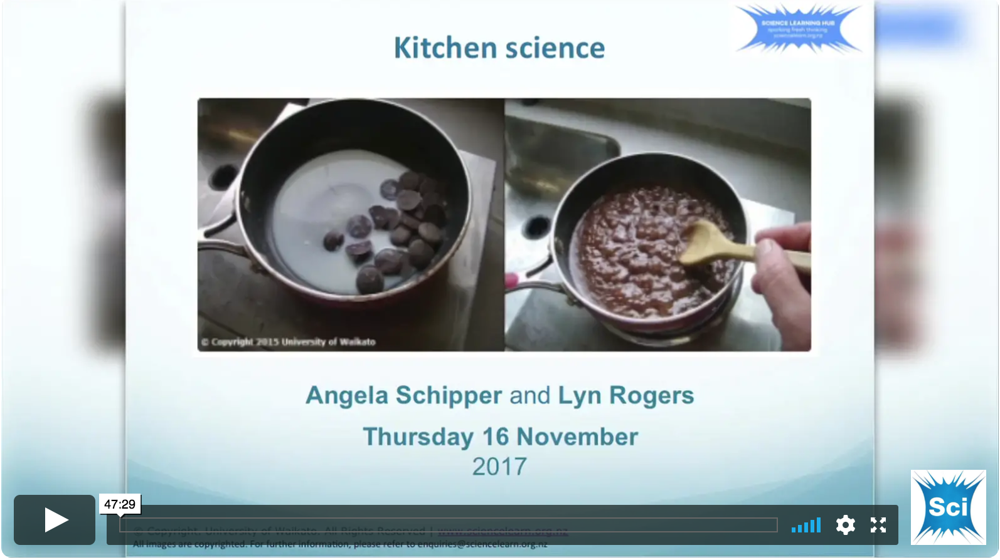 Kitchen science
SCIENCE LEARNING HUB
sparking fresh thinking
sciencelearn.org.nz
© Copyright 2015 University of Waikato
Angela Schipper and Lyn Rogers
Thursday 16 November
2017
47:29
Sci
© Copyright. University of Waikato. All Rights Reserved | www.sciencelearn.org.nz
All images are copyrighted. For further information, please refer to enquiries@sciencelearn.org.nz